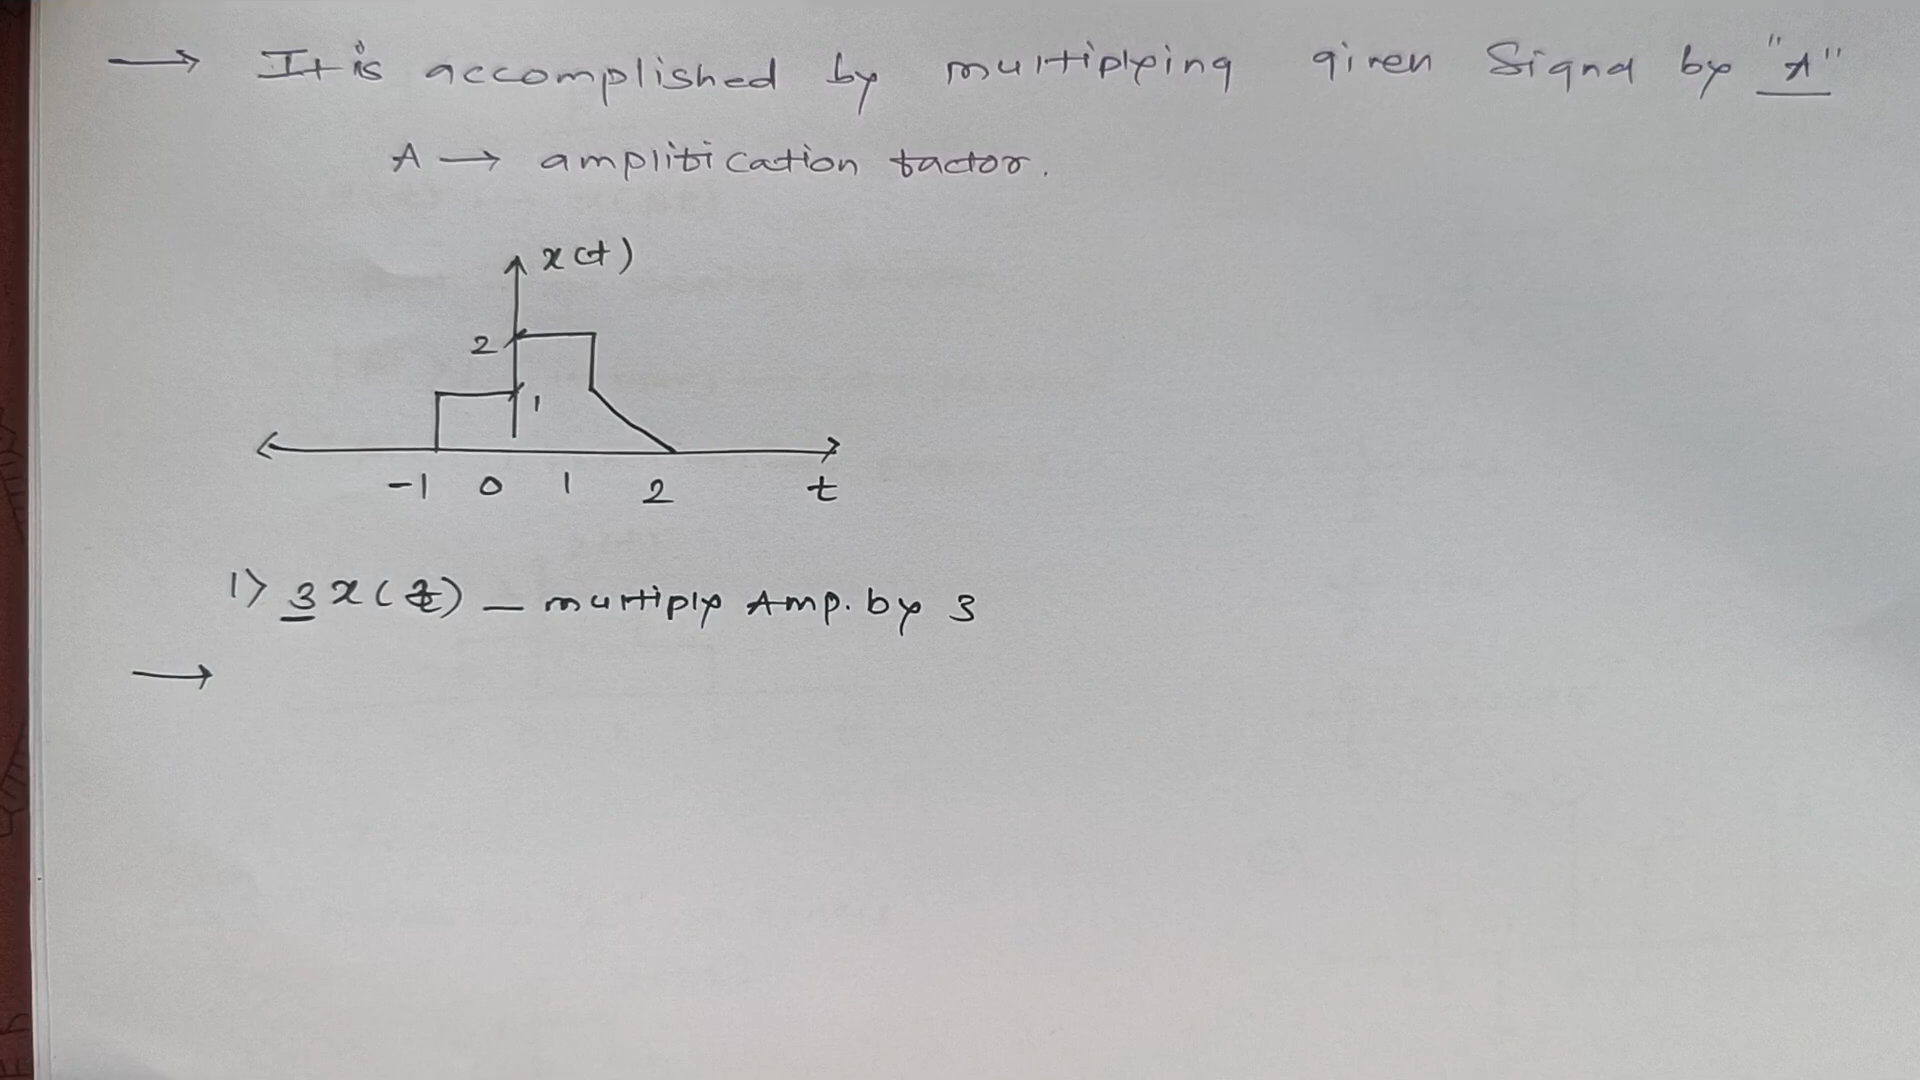 → It is accomplished by multiplying given Signal by "A"
A → amplification factor.
x(t)
2
1
-1 0 1 2 t
1> 3x(t) - multiply Amp. by 3
→